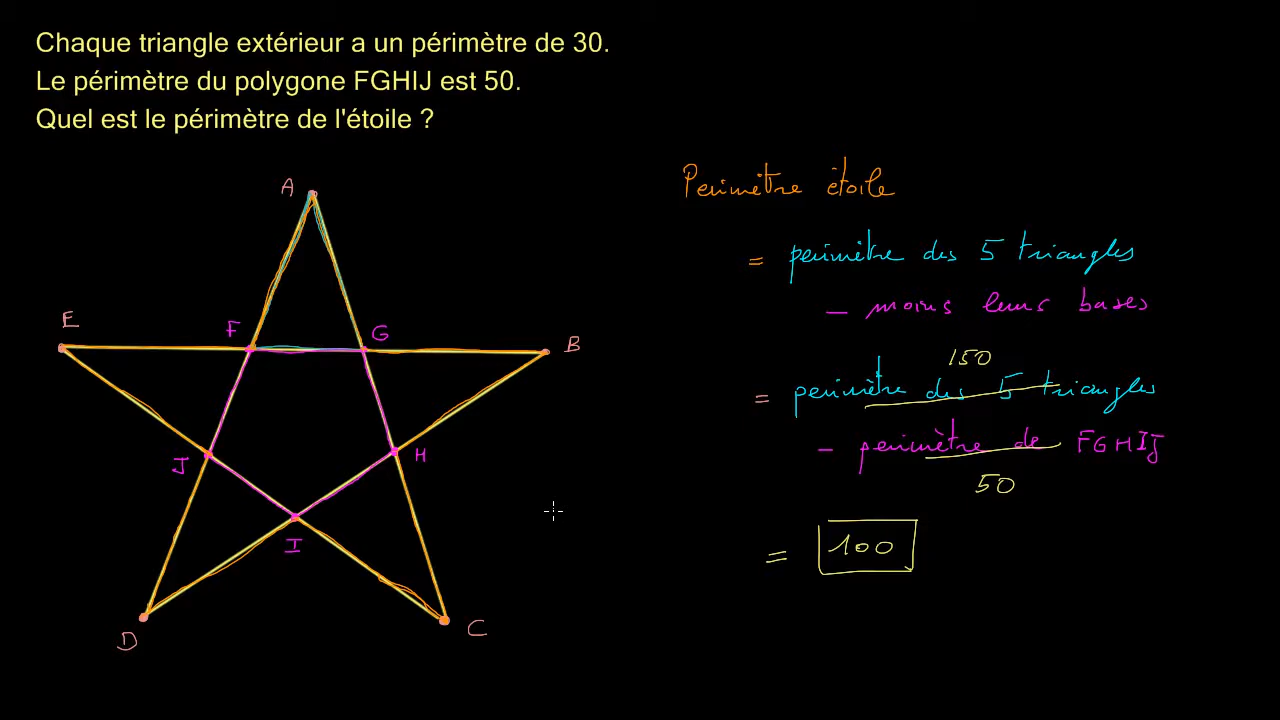 Chaque triangle extérieur a un périmètre de 30.
Le périmètre du polygone FGHIJ est 50.
Quel est le périmètre de l'étoile ?
A
Perimètre étoile
= perimètre des 5 triangles
- moins leurs bases
E
F
G
B
150
= perimètre des 5 triangles
- perimètre de FGHIJ
J
H
50
I
= 100
D
C